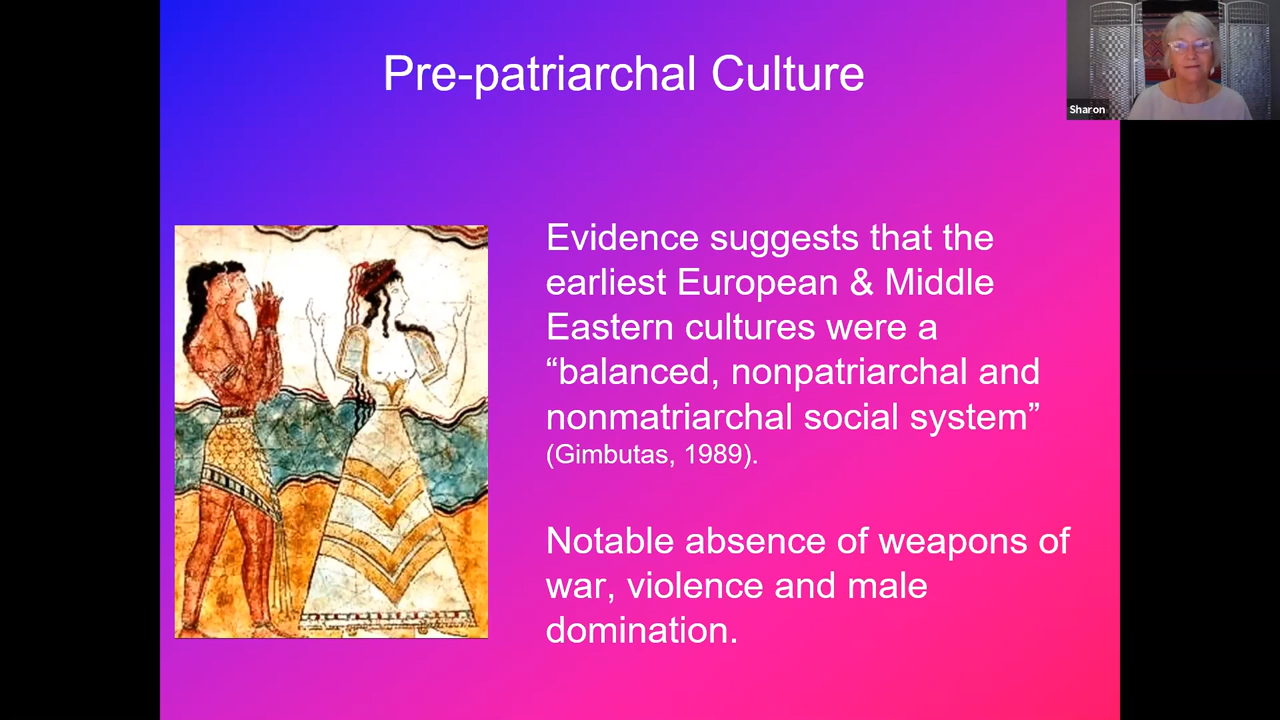 Pre-patriarchal Culture
Sharon
Evidence suggests that the
earliest European & Middle
Eastern cultures were a
“balanced, nonpatriarchal and
nonmatriarchal social system”
(Gimbutas, 1989).
Notable absence of weapons of
war, violence and male
domination.